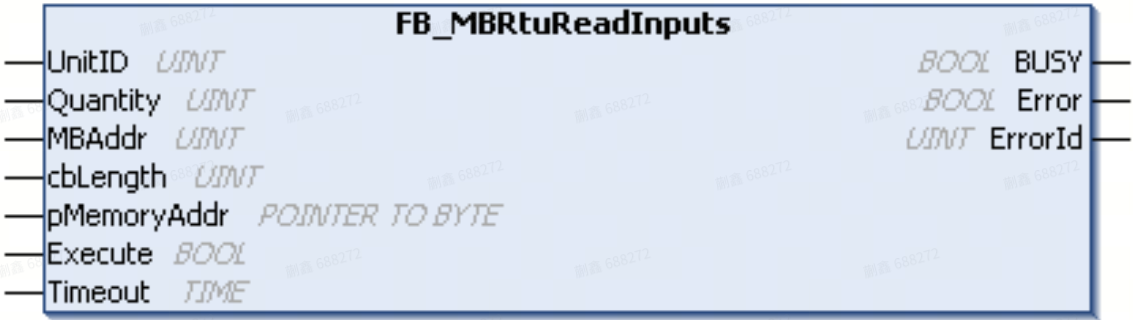 FB_MBRtuReadInputs
UnitID UINT BOOL BUSY
Quantity UINT BOOL Error
MBAddr UINT UINT ErrorId
cbLength UINT
pMemoryAddr POINTER TO BYTE
Execute BOOL
Timeout TIME